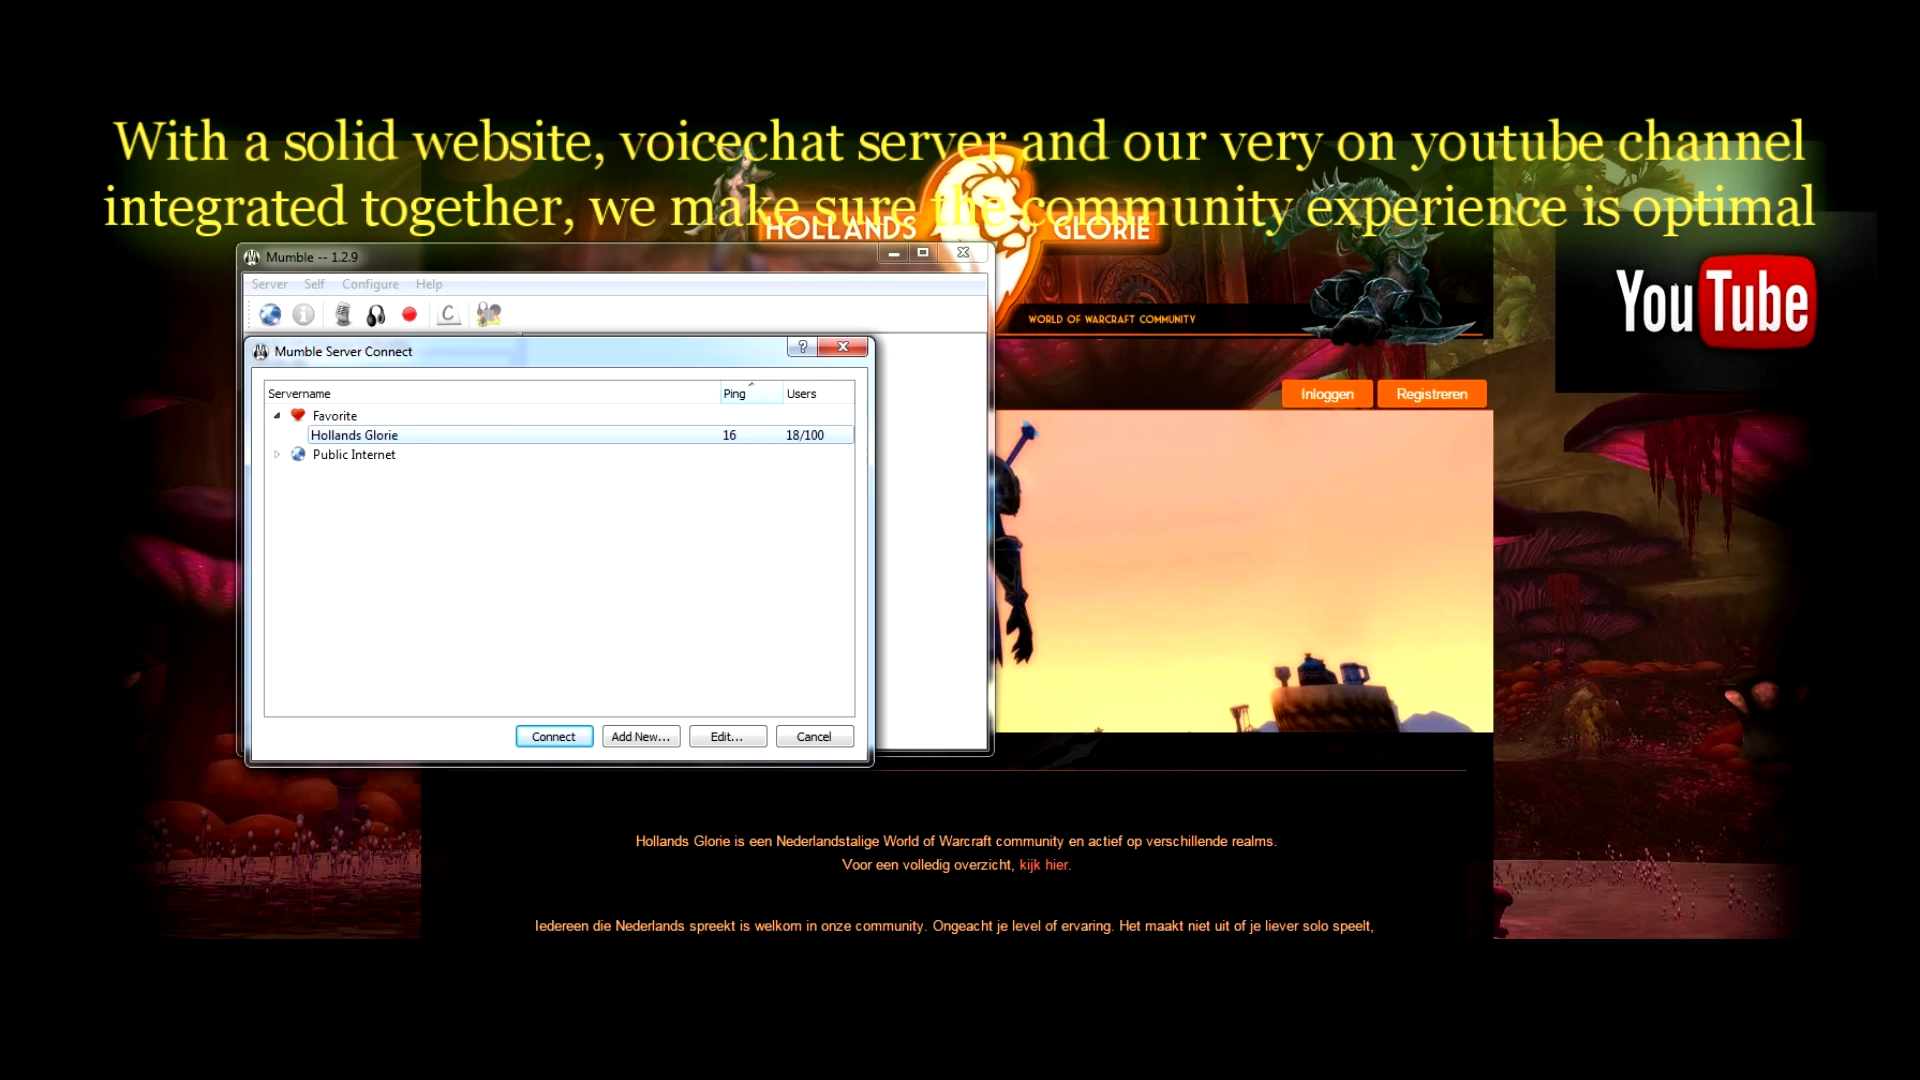 With a solid website, voicechat server and our very on youtube channel
integrated together, we make sure the community experience is optimal
HOLLANDS GLORIE
Mumble -- 1.2.9
Server Self Configure Help
C
YouTube
WORLD OF WARCRAFT COMMUNITY
Mumble Server Connect
?
Inloggen Registreren
Servername Ping Users
Favorite
Hollands Glorie 16 18/100
Public Internet
Connect Add New... Edit... Cancel
Hollands Glorie is een Nederlandstalige World of Warcraft community en actief op verschillende realms.
Voor een volledig overzicht, kijk hier.
Iedereen die Nederlands spreekt is welkom in onze community. Ongeacht je level of ervaring. Het maakt niet uit of je liever solo speelt,